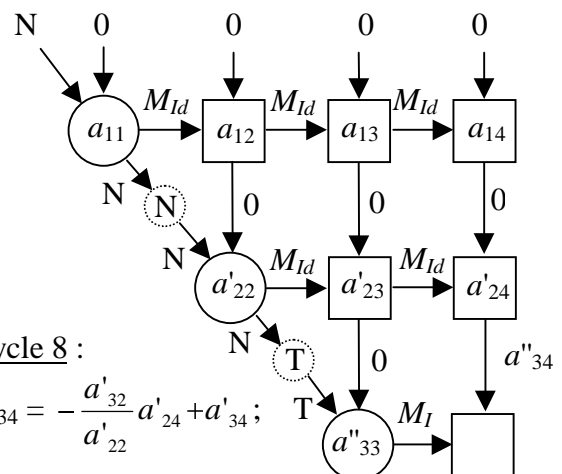 N 0 0 0 0
M_Id M_Id M_Id
a_11 a_12 a_13 a_14
N N 0 0 0
N M_Id M_Id
a'_22 a'_23 a'_24
N T 0 a''_34
ycle 8 :
_34 = − a'_32 / a'_22 a'_24 + a'_34 ; T M_I
a''_33